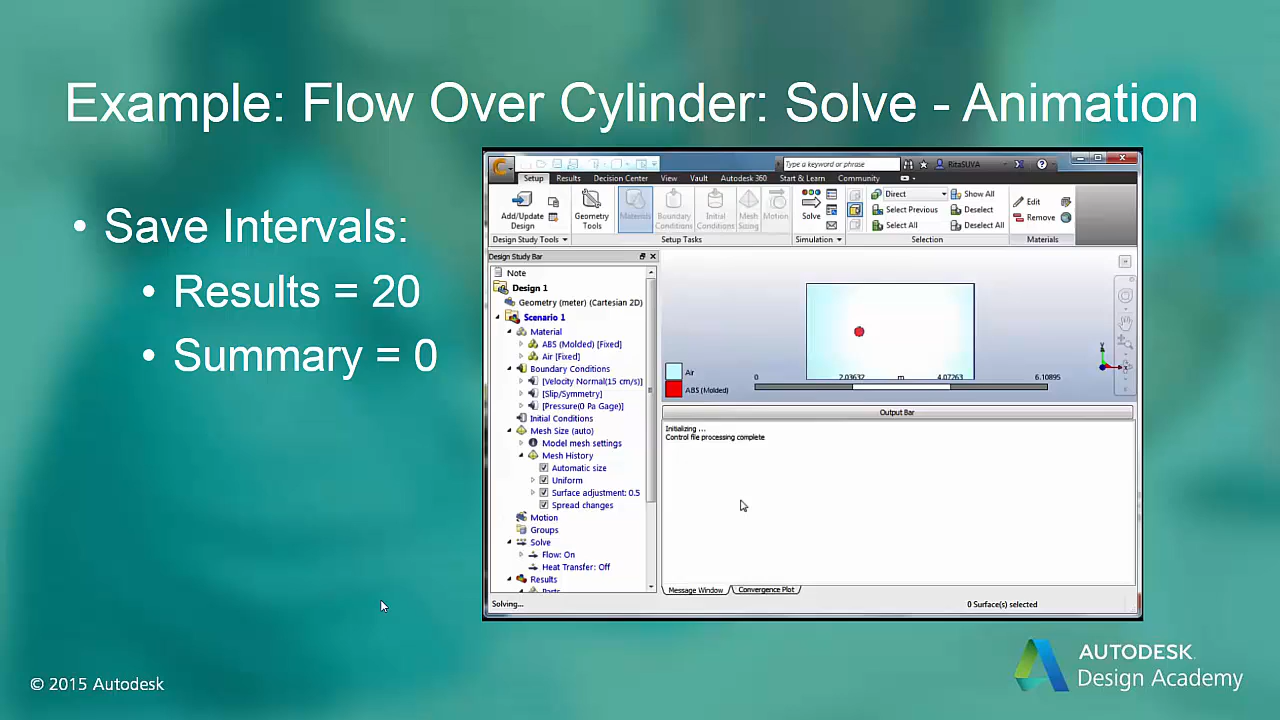 Example: Flow Over Cylinder: Solve - Animation
• Save Intervals:
• Results = 20
• Summary = 0
Type a keyword or phrase
RitaSILVA
Setup Results Decision Center View Vault Autodesk 360 Start & Learn Community
Add/Update Design
Geometry Tools
Materials
Boundary Conditions
Initial Conditions
Mesh Sizing
Motion
Solve
Direct
Select Previous
Select All
Show All
Deselect
Deselect All
Edit
Remove
Design Study Tools
Setup Tasks
Simulation
Selection
Materials
Design Study Bar
Note
Design 1
Geometry (meter) (Cartesian 2D)
Scenario 1
Material
ABS (Molded) [Fixed]
Air [Fixed]
Boundary Conditions
[Velocity Normal(15 cm/s)]
[Slip/Symmetry]
[Pressure(0 Pa Gage)]
Initial Conditions
Mesh Size (auto)
Model mesh settings
Mesh History
Automatic size
Uniform
Surface adjustment: 0.5
Spread changes
Motion
Groups
Solve
Flow: On
Heat Transfer: Off
Results
Parts
Y
X
Air
ABS (Molded)
0 2.03632 m 4.07263 6.10895
Output Bar
Initializing ...
Control file processing complete
Message Window Convergence Plot
Solving...
0 Surface(s) selected
© 2015 Autodesk
AUTODESK.
Design Academy